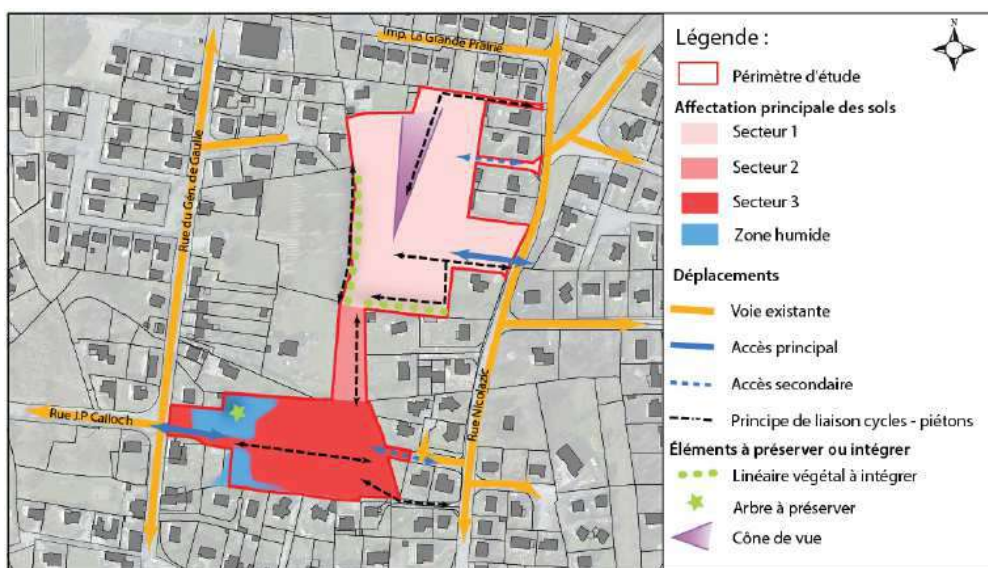 Imp. La Grande Prairie
Rue du Gén. de Gaulle
Rue J.P Calloch
Rue Nicolazic
N
Légende :
Périmètre d'étude
Affectation principale des sols
Secteur 1
Secteur 2
Secteur 3
Zone humide
Déplacements
Voie existante
Accès principal
Accès secondaire
Principe de liaison cycles - piétons
Éléments à préserver ou intégrer
Linéaire végétal à intégrer
Arbre à préserver
Cône de vue